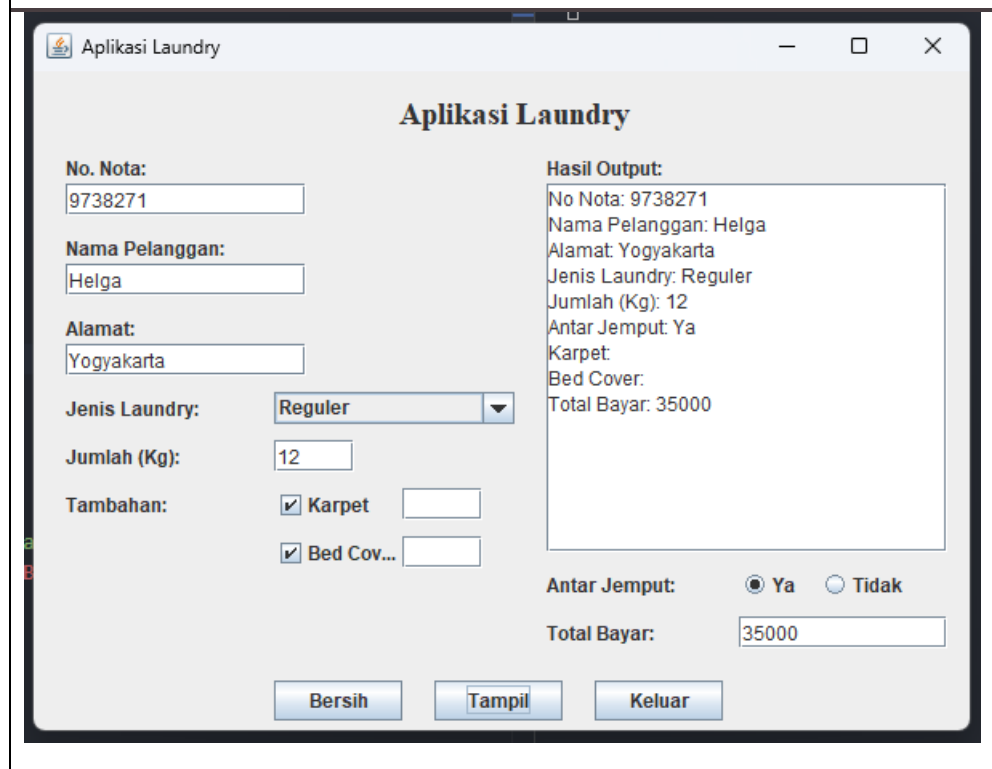 Aplikasi Laundry
Aplikasi Laundry
No. Nota:
9738271
Nama Pelanggan:
Helga
Alamat:
Yogyakarta
Jenis Laundry: Reguler
Jumlah (Kg): 12
Tambahan: Karpet
Bed Cov...
Hasil Output:
No Nota: 9738271
Nama Pelanggan: Helga
Alamat: Yogyakarta
Jenis Laundry: Reguler
Jumlah (Kg): 12
Antar Jemput: Ya
Karpet:
Bed Cover:
Total Bayar: 35000
Antar Jemput: Ya Tidak
Total Bayar: 35000
Bersih Tampil Keluar